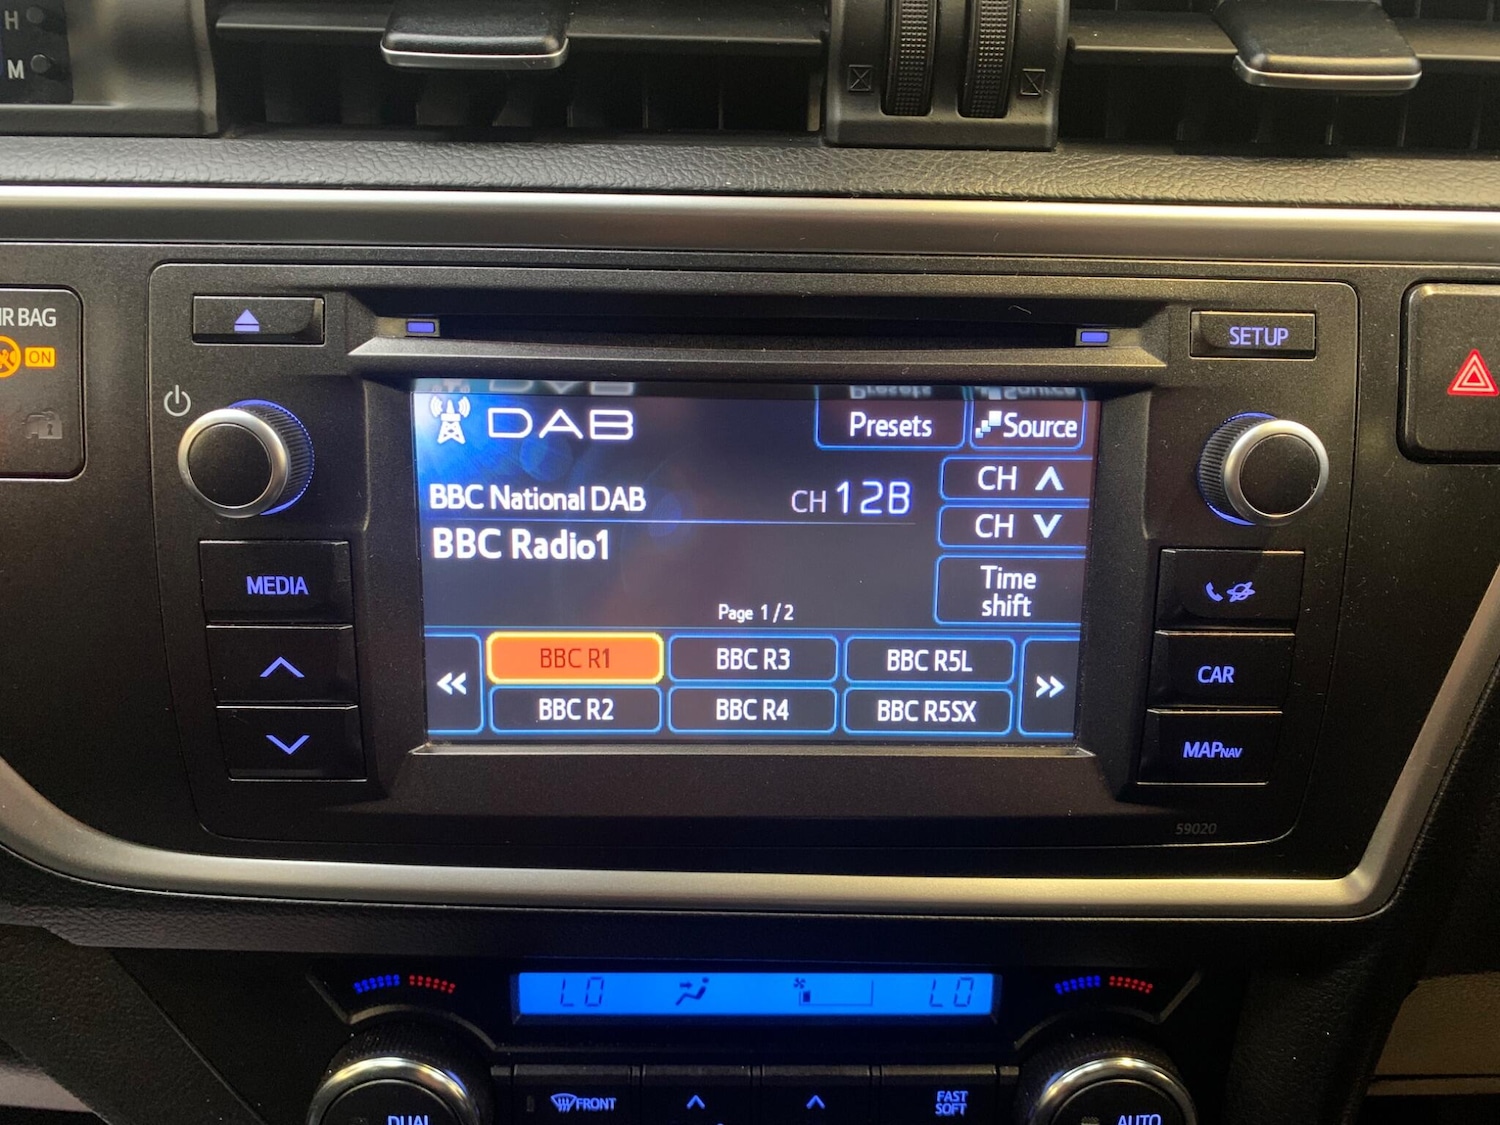 H
M
AIR BAG
ON
SETUP
DAB
Presets
Source
BBC National DAB
CH 12B
CH
CH
BBC Radio1
Time
shift
Page 1 / 2
BBC R1
BBC R3
BBC R5L
BBC R2
BBC R4
BBC R5SX
MEDIA
CAR
MAP NAV
59020
LO
LO
FRONT
FAST
SOFT
DUAL
AUTO